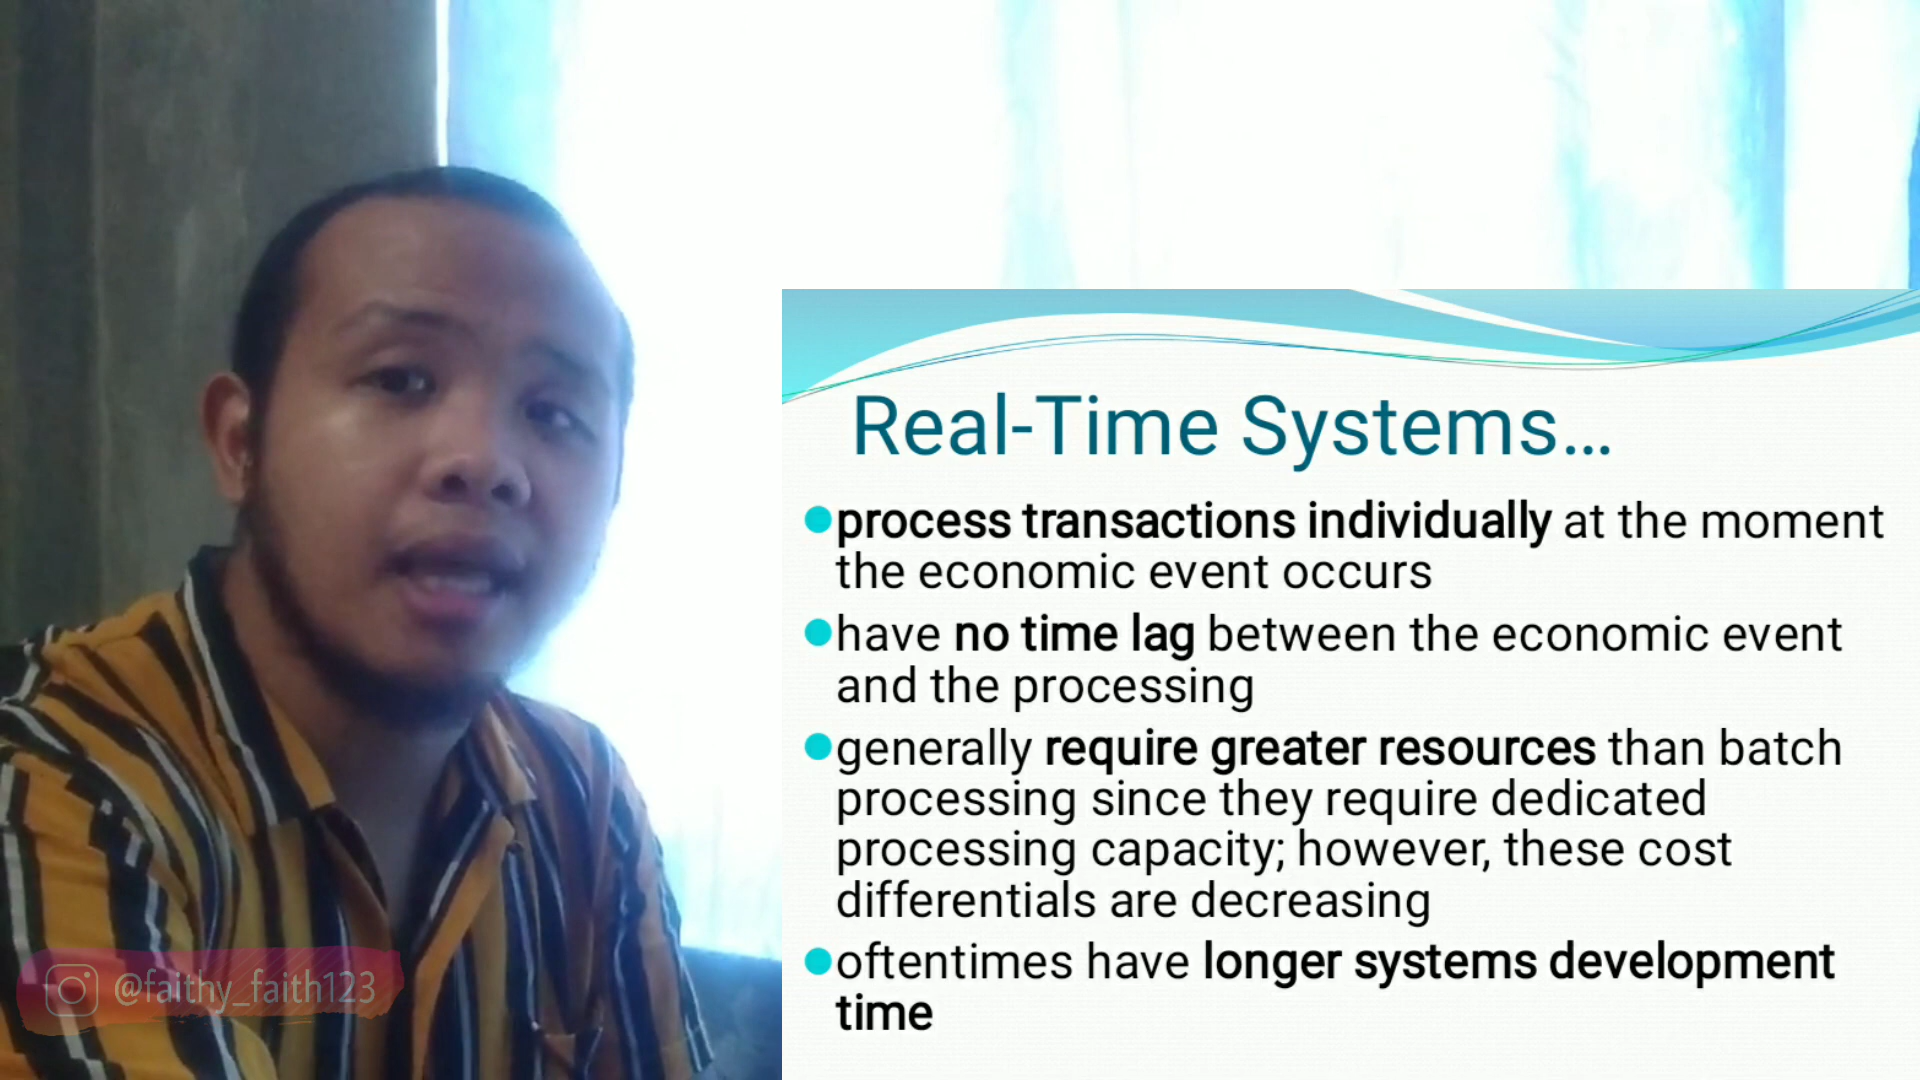 Real-Time Systems...
process transactions individually at the moment
the economic event occurs
have no time lag between the economic event
and the processing
generally require greater resources than batch
processing since they require dedicated
processing capacity; however, these cost
differentials are decreasing
oftentimes have longer systems development
time
@faithy_faith123